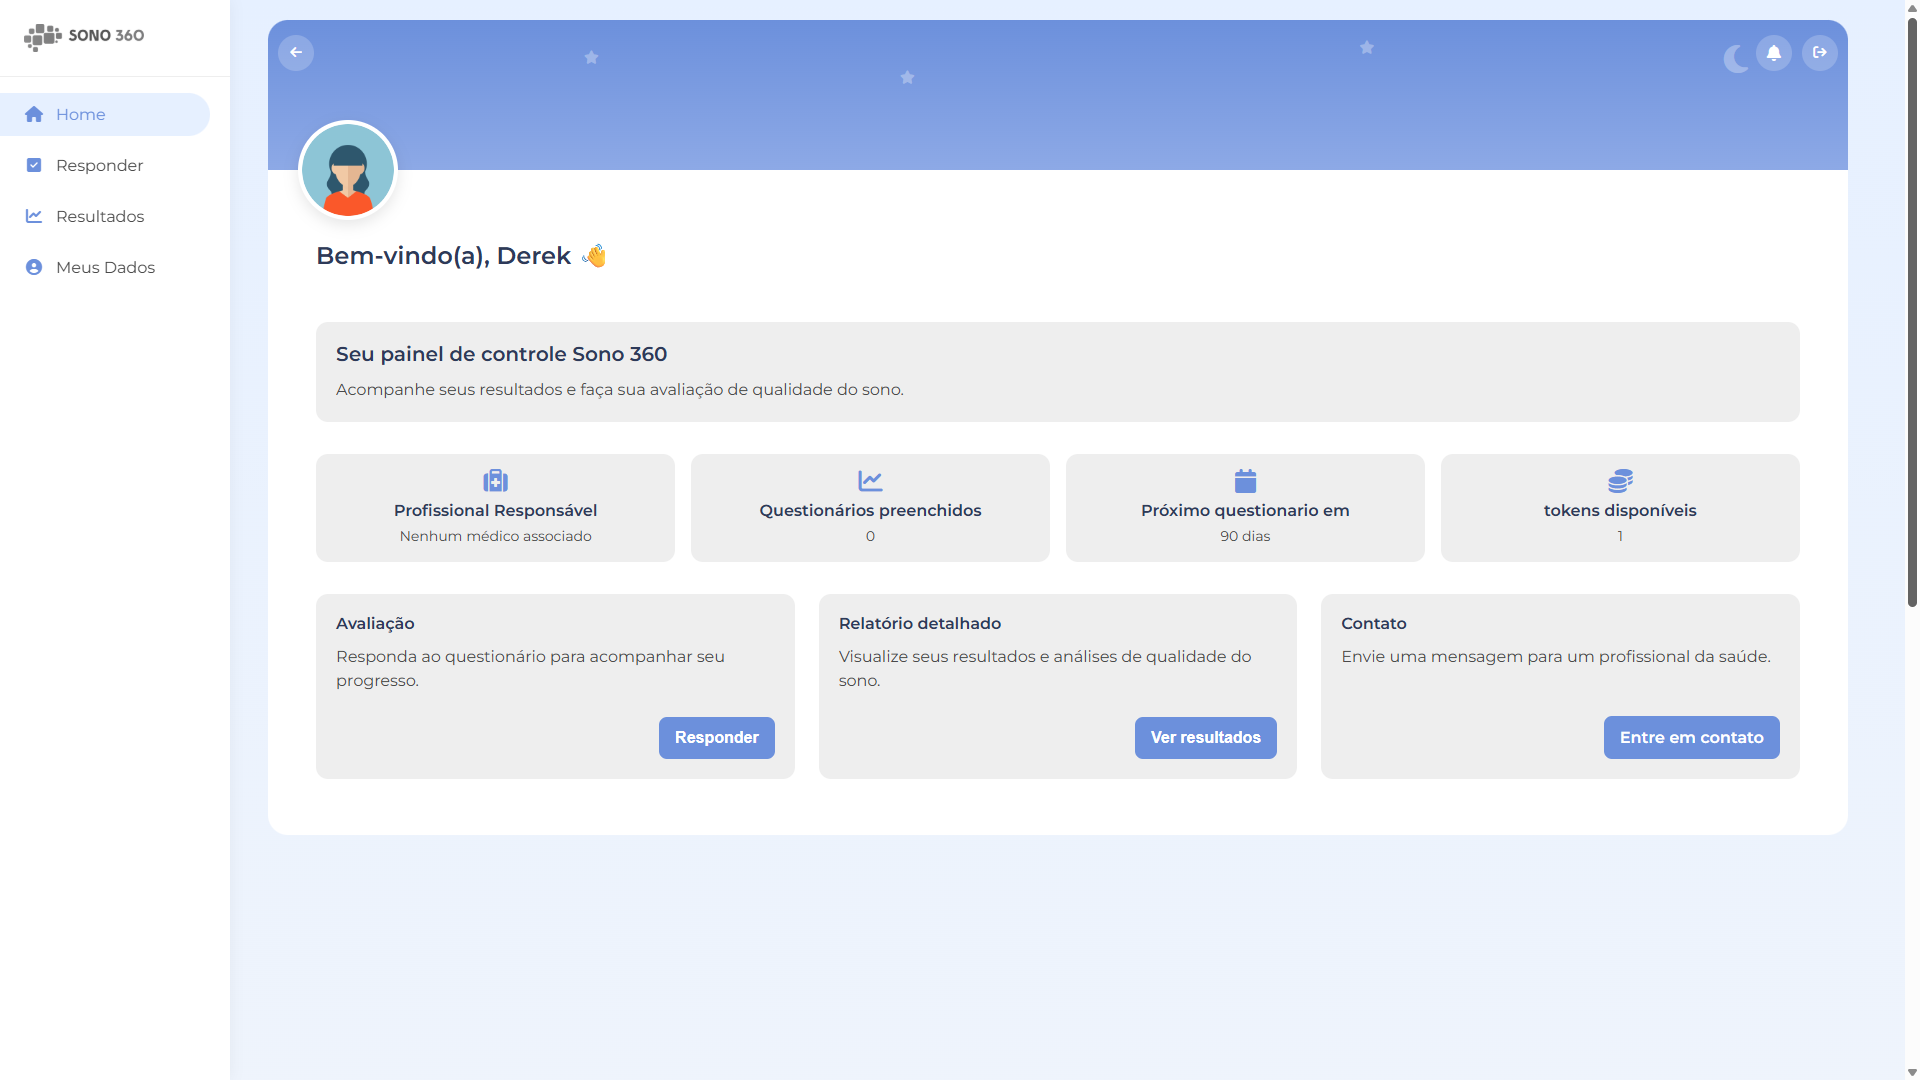 SONO 360
Home
Responder
Resultados
Meus Dados
Bem-vindo(a), Derek 👋
Seu painel de controle Sono 360
Acompanhe seus resultados e faça sua avaliação de qualidade do sono.
Profissional Responsável
Nenhum médico associado
Questionários preenchidos
0
Próximo questionario em
90 dias
tokens disponíveis
1
Avaliação
Responda ao questionário para acompanhar seu
progresso.
Responder
Relatório detalhado
Visualize seus resultados e análises de qualidade do
sono.
Ver resultados
Contato
Envie uma mensagem para um profissional da saúde.
Entre em contato